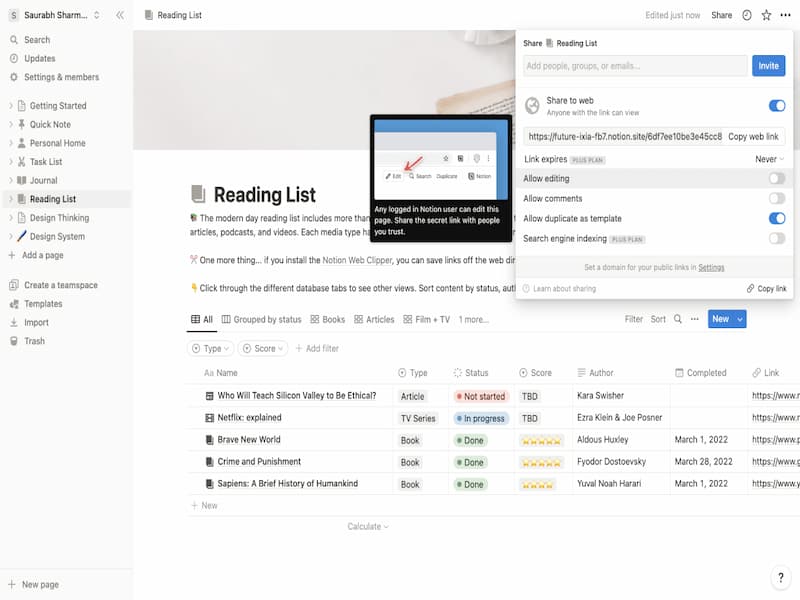 S Saurabh Sharm...
Search
Updates
Settings & members
Getting Started
Quick Note
Personal Home
Task List
Journal
Reading List
Design Thinking
Design System
Add a page
Create a teamspace
Templates
Import
Trash
New page
Reading List
Edited just now Share
Share Reading List
Add people, groups, or emails...
Invite
Share to web
Anyone with the link can view
https://future-ixia-fb7.notion.site/6df7ee10be3e45cc8 Copy web link
Link expires PLUS PLAN Never
Allow editing
Allow comments
Allow duplicate as template
Search engine indexing PLUS PLAN
Set a domain for your public links in Settings
Learn about sharing Copy link
Edit Search Duplicate Notion
Any logged in Notion user can edit this
page. Share the secret link with people
you trust.
Reading List
The modern day reading list includes more than
articles, podcasts, and videos. Each media type ha
One more thing... if you install the Notion Web Clipper, you can save links off the web dir
Click through the different database tabs to see other views. Sort content by status, aut
All Grouped by status Books Articles Film + TV 1 more...
Filter Sort New
Type Score + Add filter
Aa Name Type Status Score Author Completed Link
Who Will Teach Silicon Valley to Be Ethical? Article Not started TBD Kara Swisher https://www.n
Netflix: explained TV Series In progress TBD Ezra Klein & Joe Posner https://www.n
Brave New World Book Done Aldous Huxley March 1, 2022 https://www.p
Crime and Punishment Book Done Fyodor Dostoevsky March 28, 2022 https://www.g
Sapiens: A Brief History of Humankind Book Done Yuval Noah Harari March 1, 2022 https://www.y
+ New
Calculate
?